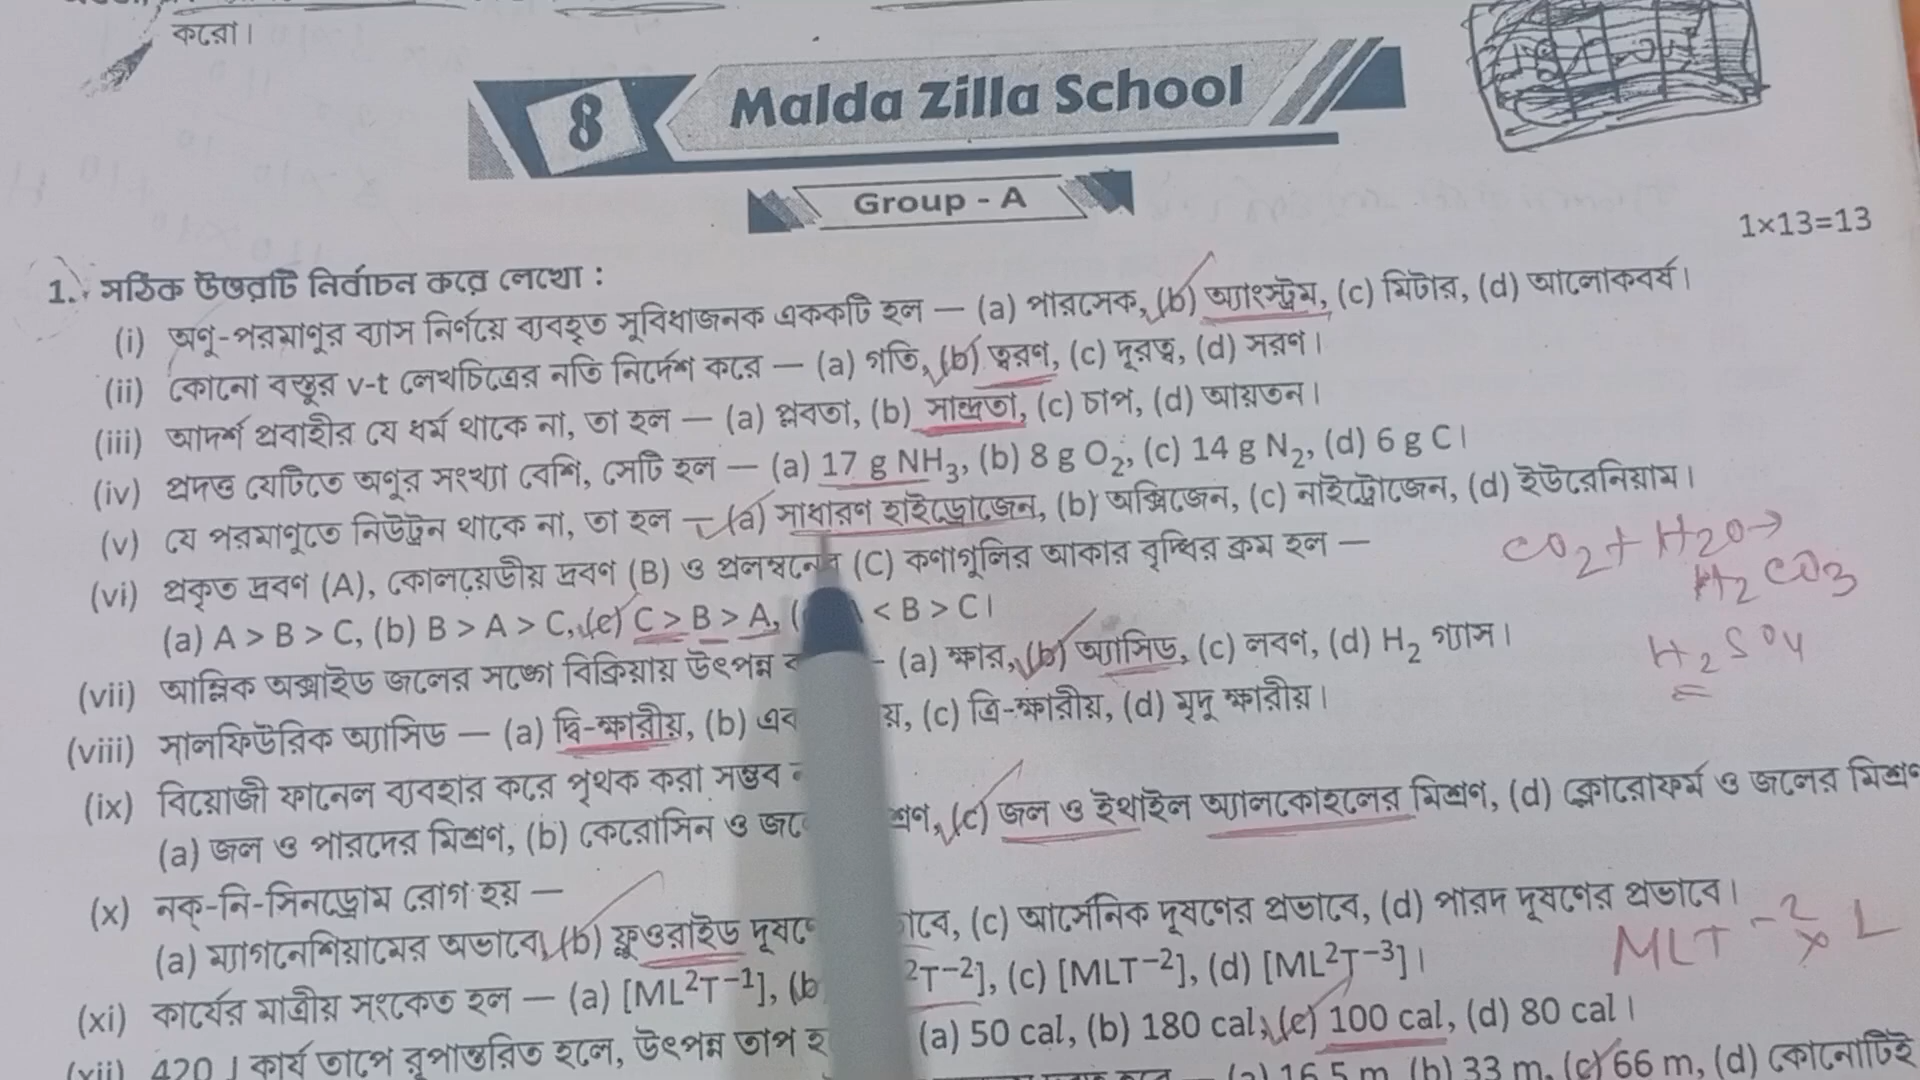 করো।
8 Malda Zilla School
Group - A
1×13=13
1. সঠিক উত্তরটি নির্বাচন করে লেখো :
(i) অণু-পরমাণুর ব্যাস নির্ণয়ে ব্যবহৃত সুবিধাজনক এককটি হল — (a) পারসেক, (b) অ্যাংস্ট্রম, (c) মিটার, (d) আলোকবর্ষ।
(ii) কোনো বস্তুর v-t লেখচিত্রের নতি নির্দেশ করে — (a) গতি, (b) ত্বরণ, (c) দূরত্ব, (d) সরণ।
(iii) আদর্শ প্রবাহীর যে ধর্ম থাকে না, তা হল — (a) প্লবতা, (b) সান্দ্রতা, (c) চাপ, (d) আয়তন।
(iv) প্রদত্ত যেটিতে অণুর সংখ্যা বেশি, সেটি হল — (a) 17 g NH₃, (b) 8 g O₂, (c) 14 g N₂, (d) 6 g C।
(v) যে পরমাণুতে নিউট্রন থাকে না, তা হল — (a) সাধারণ হাইড্রোজেন, (b) অক্সিজেন, (c) নাইট্রোজেন, (d) ইউরেনিয়াম।
(vi) প্রকৃত দ্রবণ (A), কোলয়েডীয় দ্রবণ (B) ও প্রলম্বনের (C) কণাগুলির আকার বৃদ্ধির ক্রম হল —
CO₂ + H₂O →
H₂CO₃
(a) A > B > C, (b) B > A > C, (c) C > B > A, ( < B > C।
(vii) আম্লিক অক্সাইড জলের সঙ্গে বিক্রিয়ায় উৎপন্ন — (a) ক্ষার, (b) অ্যাসিড, (c) লবণ, (d) H₂ গ্যাস।
H₂SO₄
(viii) সালফিউরিক অ্যাসিড — (a) দ্বি-ক্ষারীয়, (b) , (c) ত্রি-ক্ষারীয়, (d) মৃদু ক্ষারীয়।
(ix) বিয়োজী ফানেল ব্যবহার করে পৃথক করা সম্ভব
(a) জল ও পারদের মিশ্রণ, (b) কেরোসিন ও (c) জল ও ইথাইল অ্যালকোহলের মিশ্রণ, (d) ক্লোরোফর্ম ও জলের মিশ্রণ
(x) নক্-নি-সিনড্রোম রোগ হয় —
(a) ম্যাগনেশিয়ামের অভাবে, (b) ফ্লুওরাইড (c) আর্সেনিক দূষণের প্রভাবে, (d) পারদ দূষণের প্রভাবে।
MLT⁻² × L
(xi) কার্যের মাত্রীয় সংকেত হল — (a) [ML²T⁻¹], (b) ²T⁻²], (c) [MLT⁻²], (d) [ML²T⁻³]।
(xii) 420 J কার্য তাপে রূপান্তরিত হলে, উৎপন্ন তাপ (a) 50 cal, (b) 180 cal, (c) 100 cal, (d) 80 cal।
(a) 16.5 m, (b) 33 m, (c) 66 m, (d) কোনোটিই